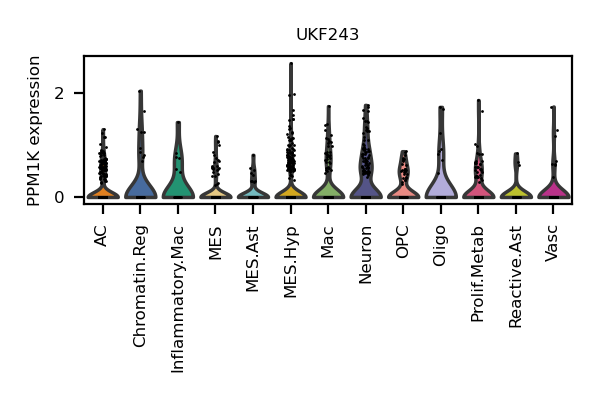 UKF243
PPM1K expression
2
0
AC
Chromatin.Reg
Inflammatory.Mac
MES
MES.Ast
MES.Hyp
Mac
Neuron
OPC
Oligo
Prolif.Metab
Reactive.Ast
Vasc